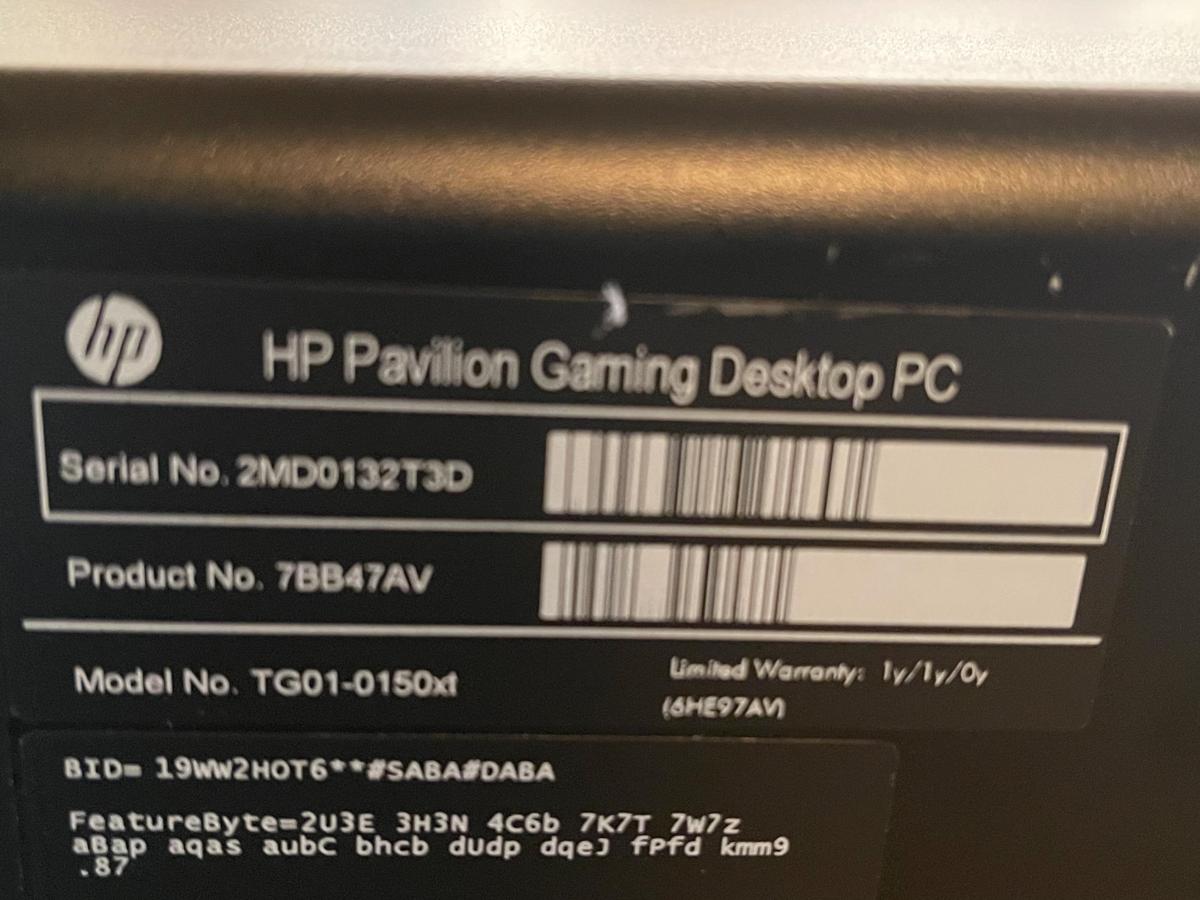 hp
HP Pavilion Gaming Desktop PC
Serial No. 2MD0132T3D
Product No. 7BB47AV
Model No. TG01-0150xt
Limited Warranty: 1y/1y/0y
(6HE97AV)
BID= 19WW2HOT6**#SABA#DABA
FeatureByte=2U3E 3H3N 4C6b 7K7T 7W7z
aBap aqas aubC bhcb dUdp dqeJ fPfd kmm9
.87